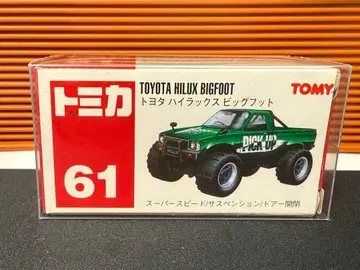 トミカ
61
TOYOTA HILUX BIGFOOT
トヨタ ハイラックス ビッグフット
TOMY
PICK-UP
スーパースピード/サスペンション/ドアー開閉